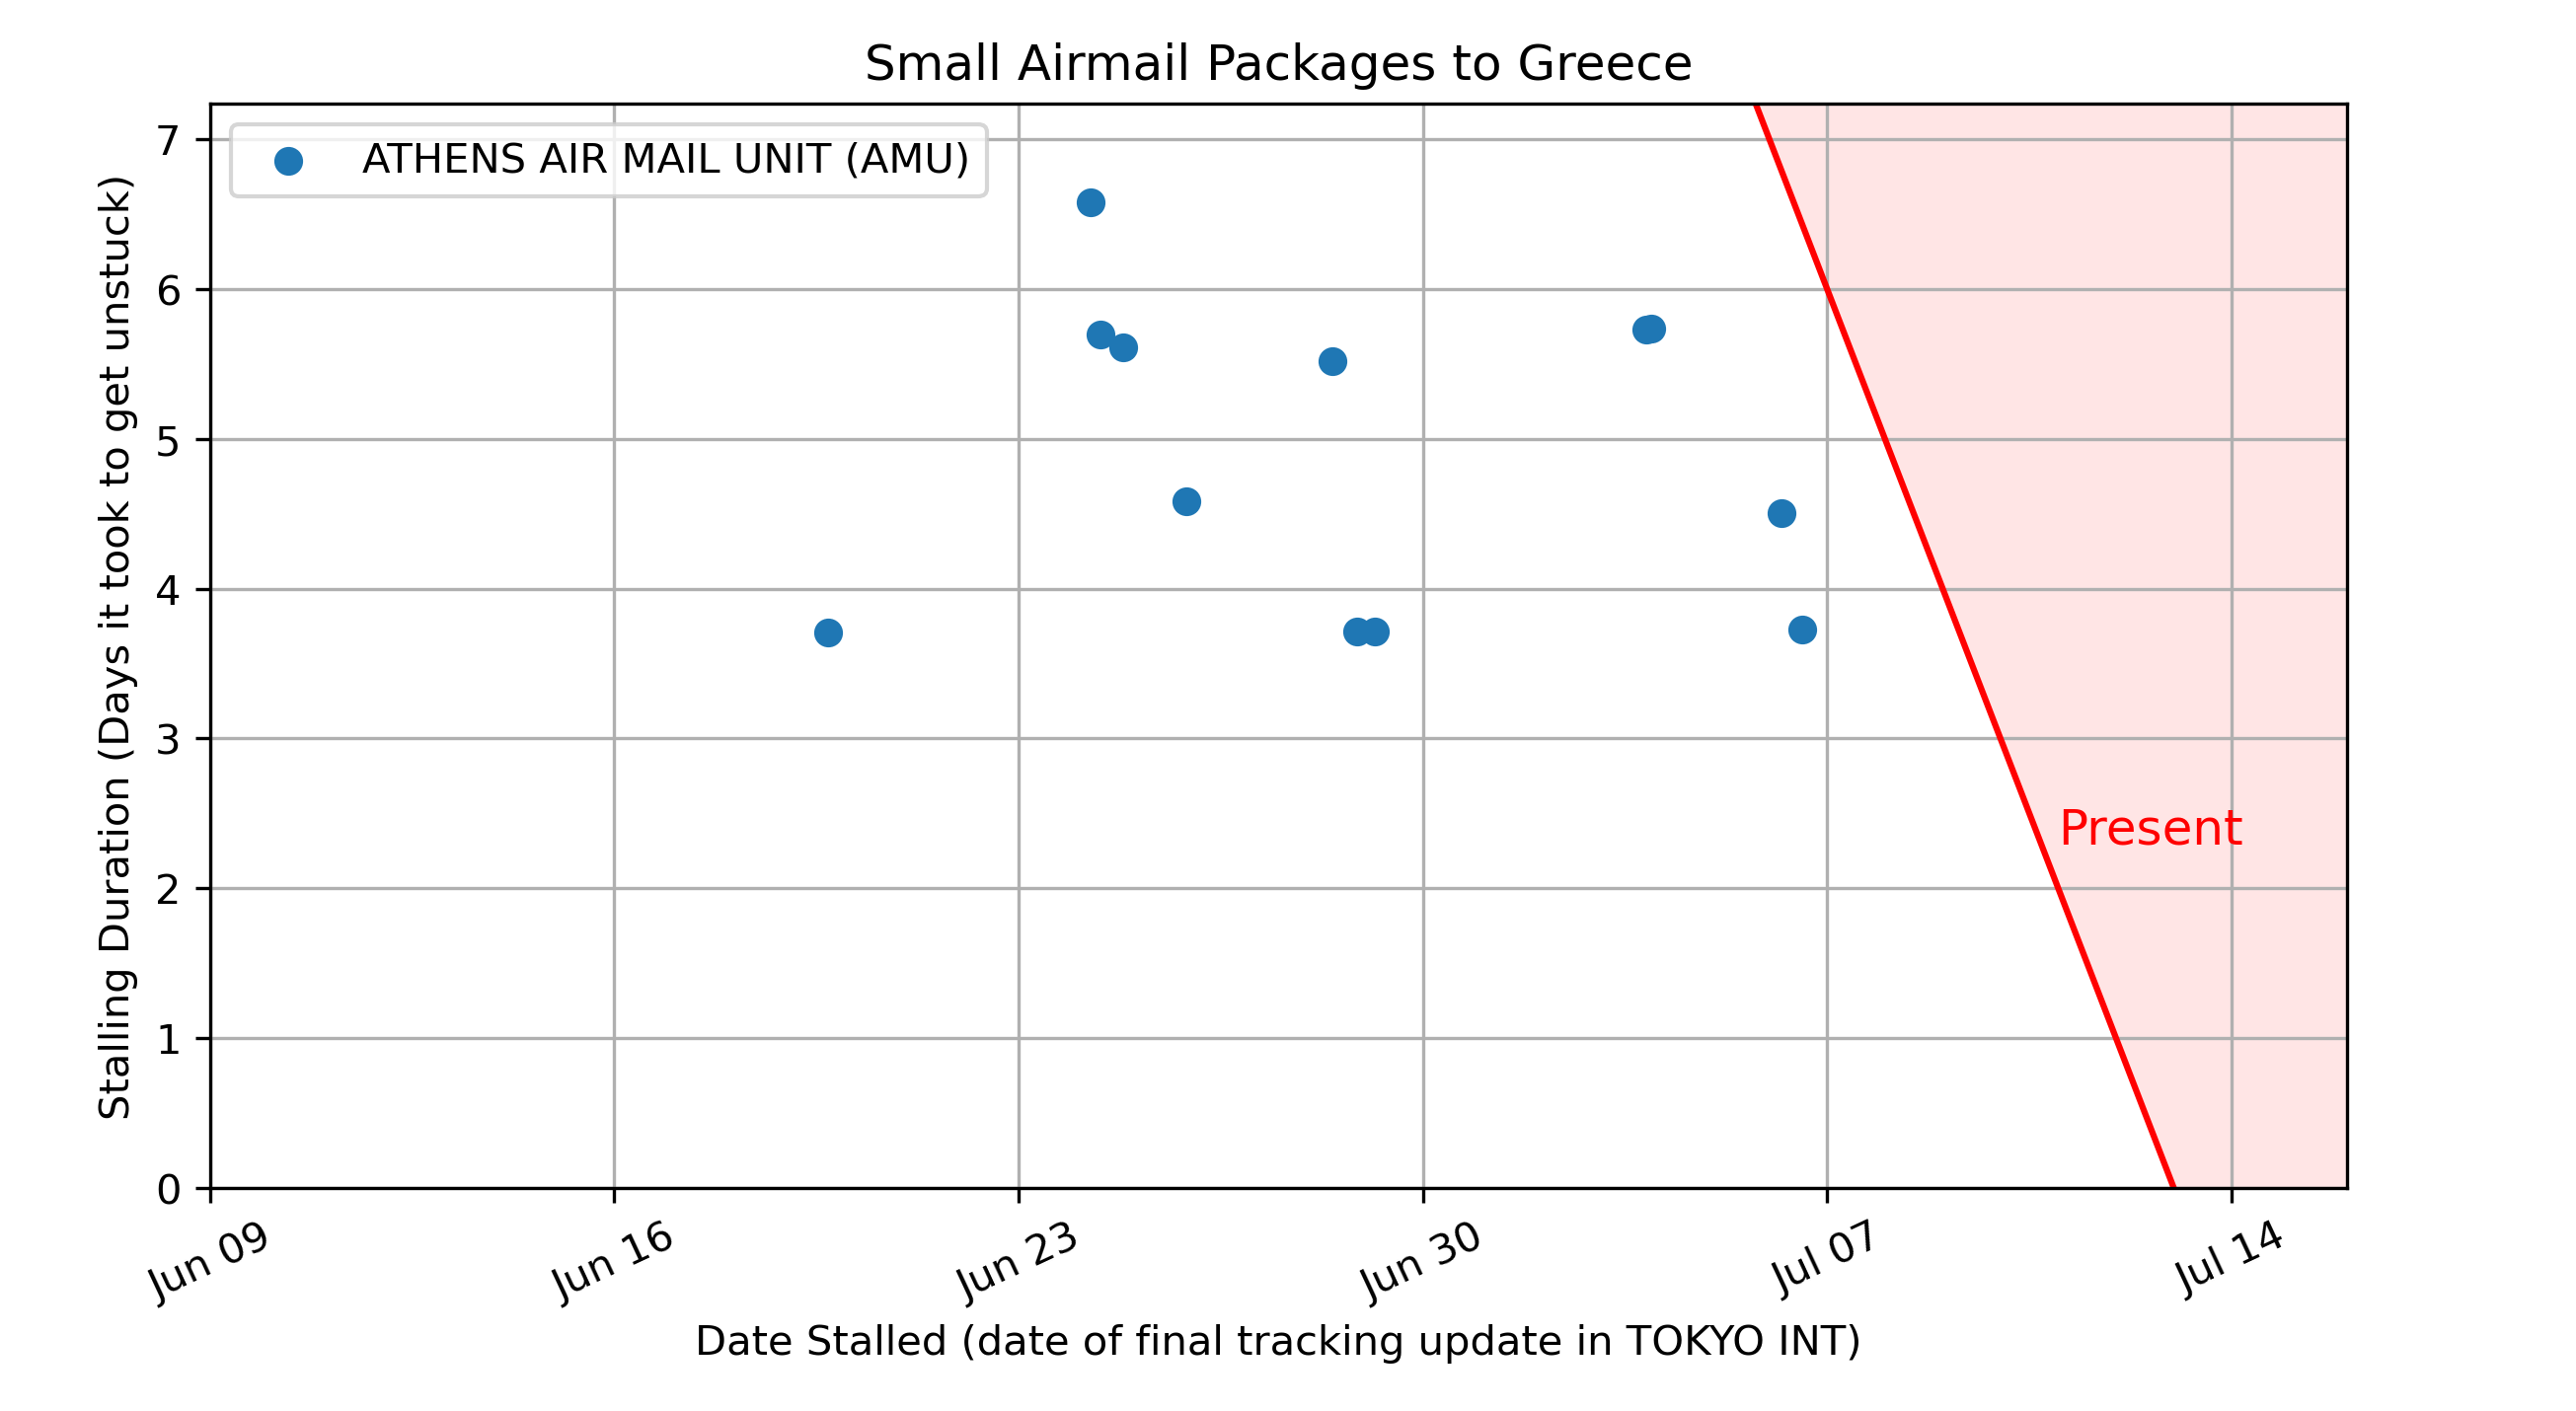 Small Airmail Packages to Greece
ATHENS AIR MAIL UNIT (AMU)
Stalling Duration (Days it took to get unstuck)
7
6
5
4
3
2
1
0
Present
Jun 09
Jun 16
Jun 23
Jun 30
Jul 07
Jul 14
Date Stalled (date of final tracking update in TOKYO INT)